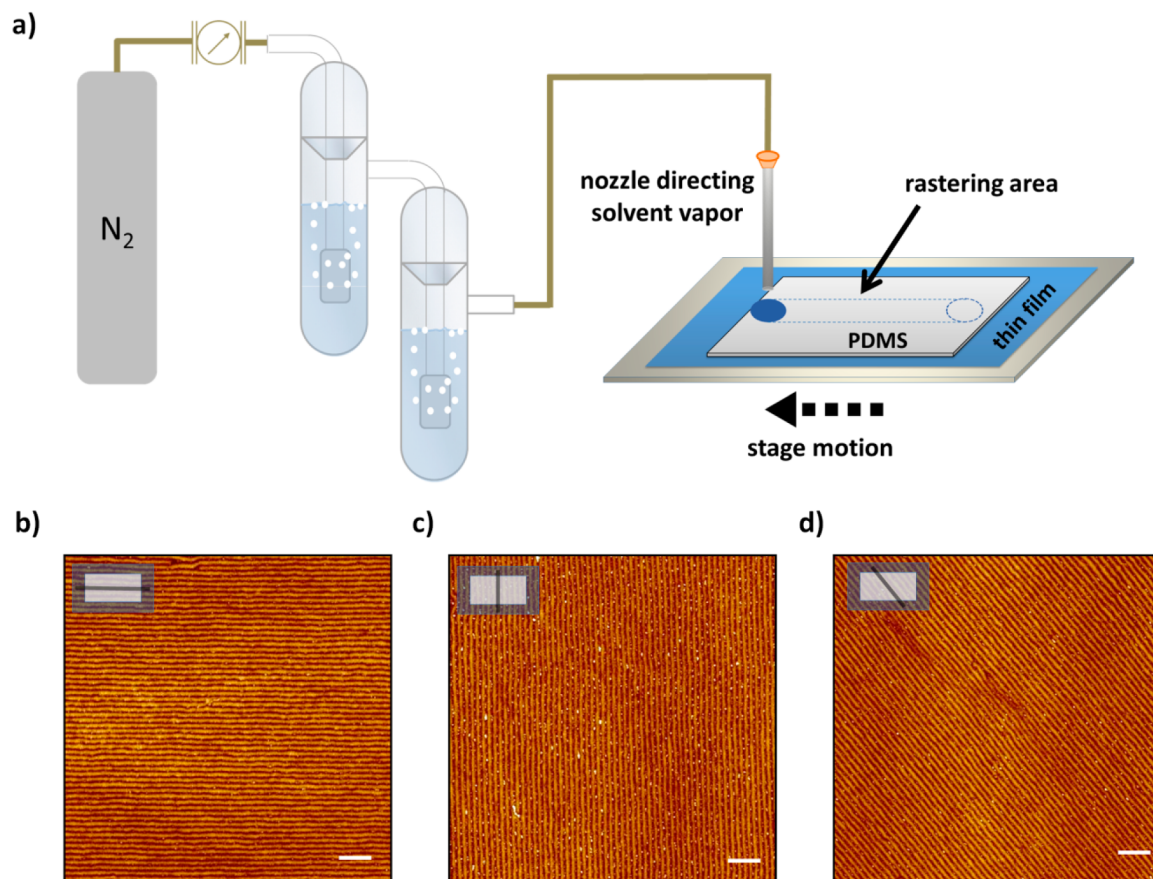 a)
N₂
nozzle directing
solvent vapor
rastering area
PDMS
thin film
stage motion
b)
c)
d)